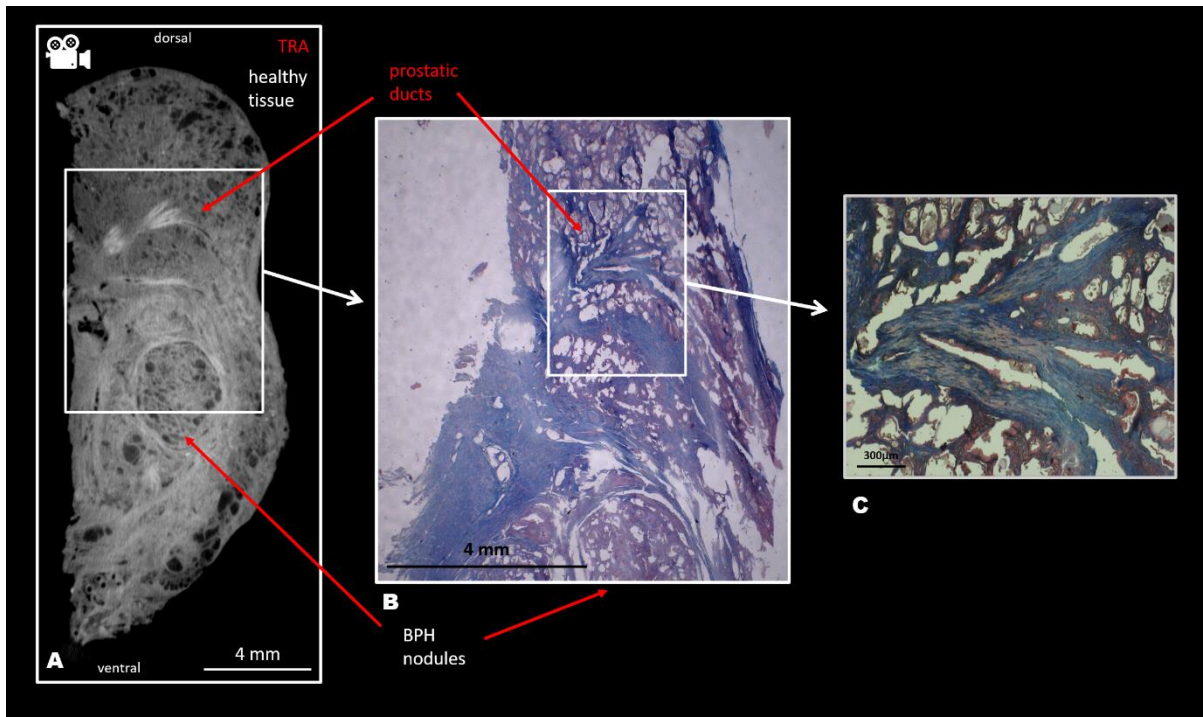 dorsal
TRA
healthy
tissue
prostatic
ducts
4 mm
A
ventral
4 mm
B
BPH
nodules
300µm
C